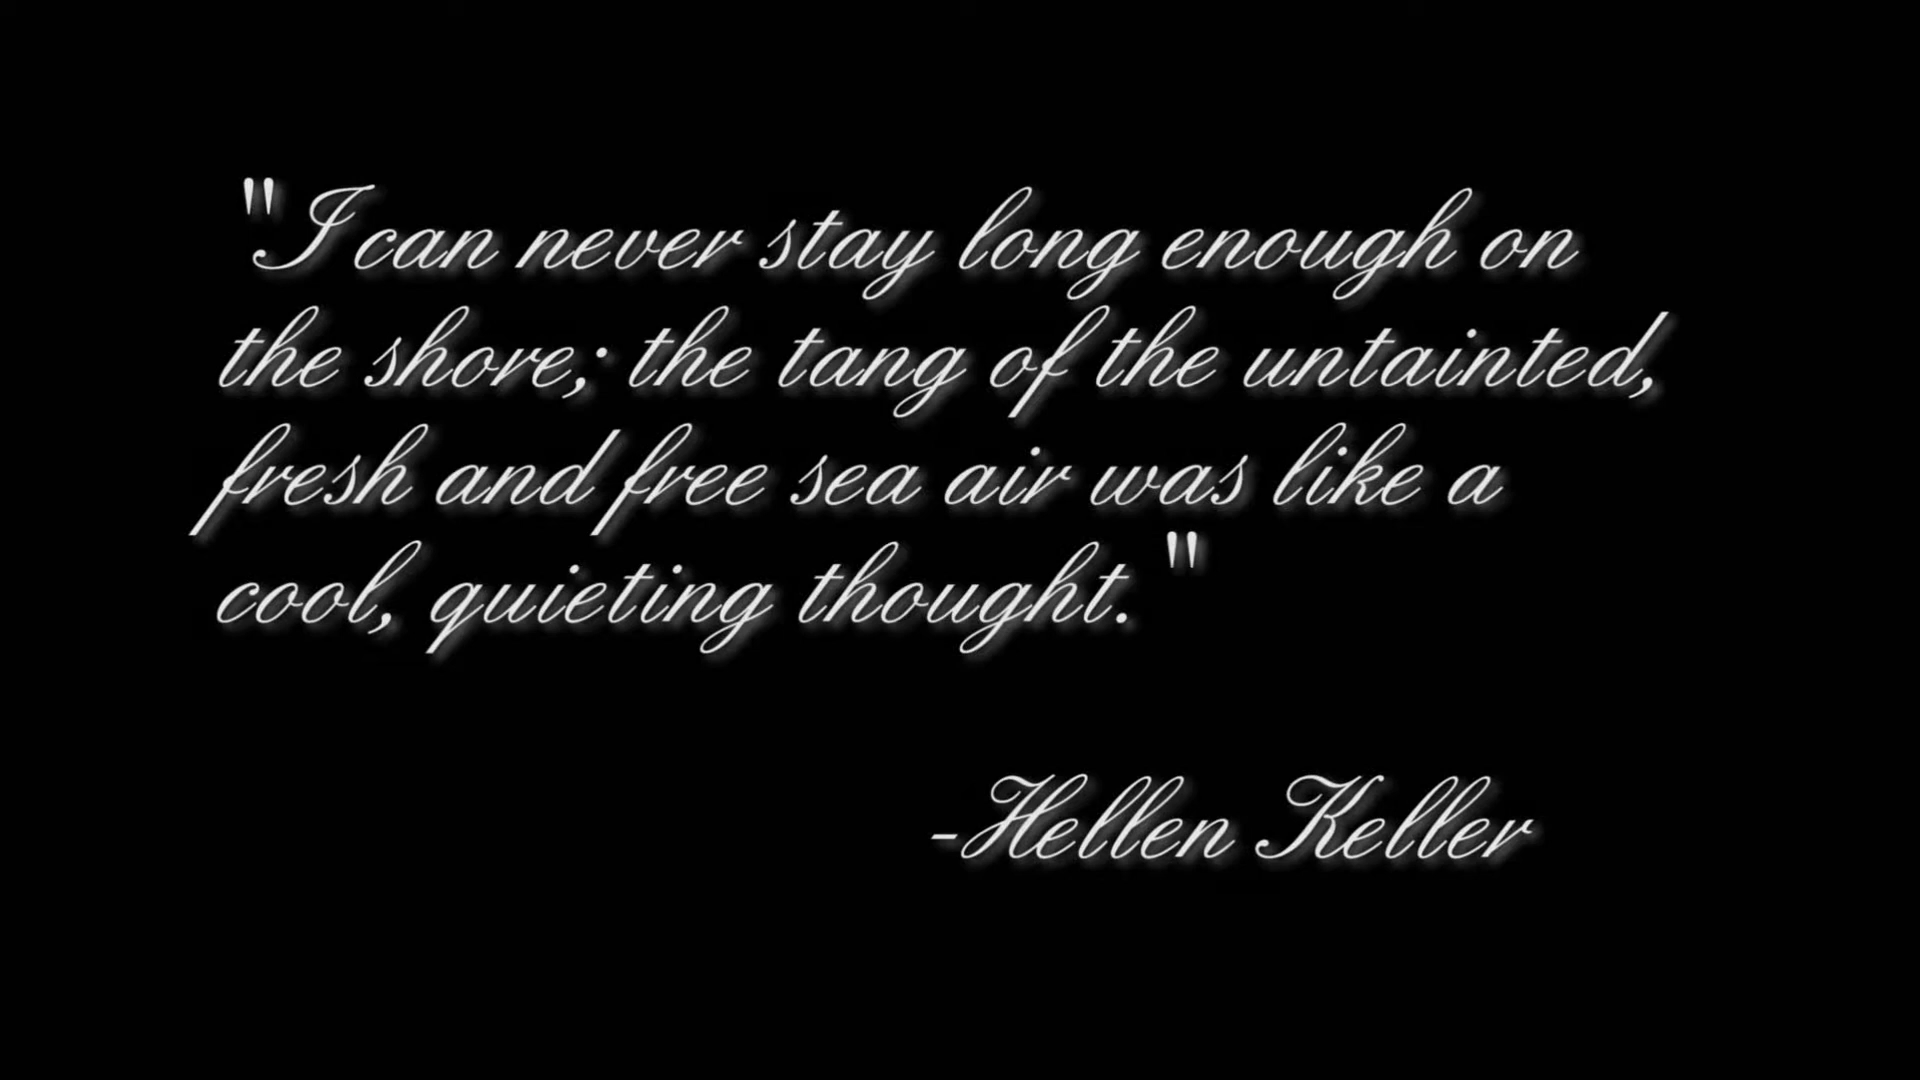 "I can never stay long enough on
the shore; the tang of the untainted,
fresh and free sea air was like a
cool, quieting thought."
-Hellen Keller